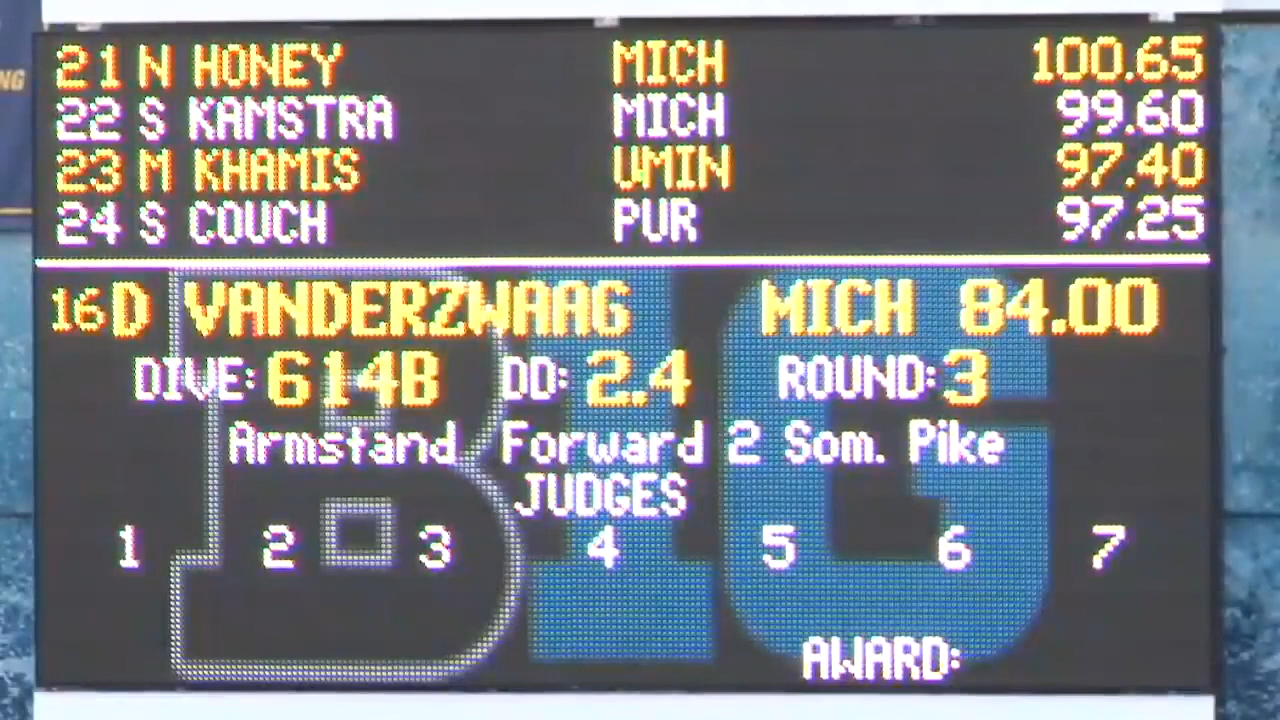 NG
21 N HONEY MICH 100.65
22 S KAMSTRA MICH 99.60
23 M KHAMIS UMIN 97.40
24 S COUCH PUR 97.25
16 D VANDERZWAAG MICH 84.00
DIVE: 614B DD: 2.4 ROUND: 3
Armstand Forward 2 Som. Pike
JUDGES
1 2 3 4 5 6 7
AWARD:
BIG